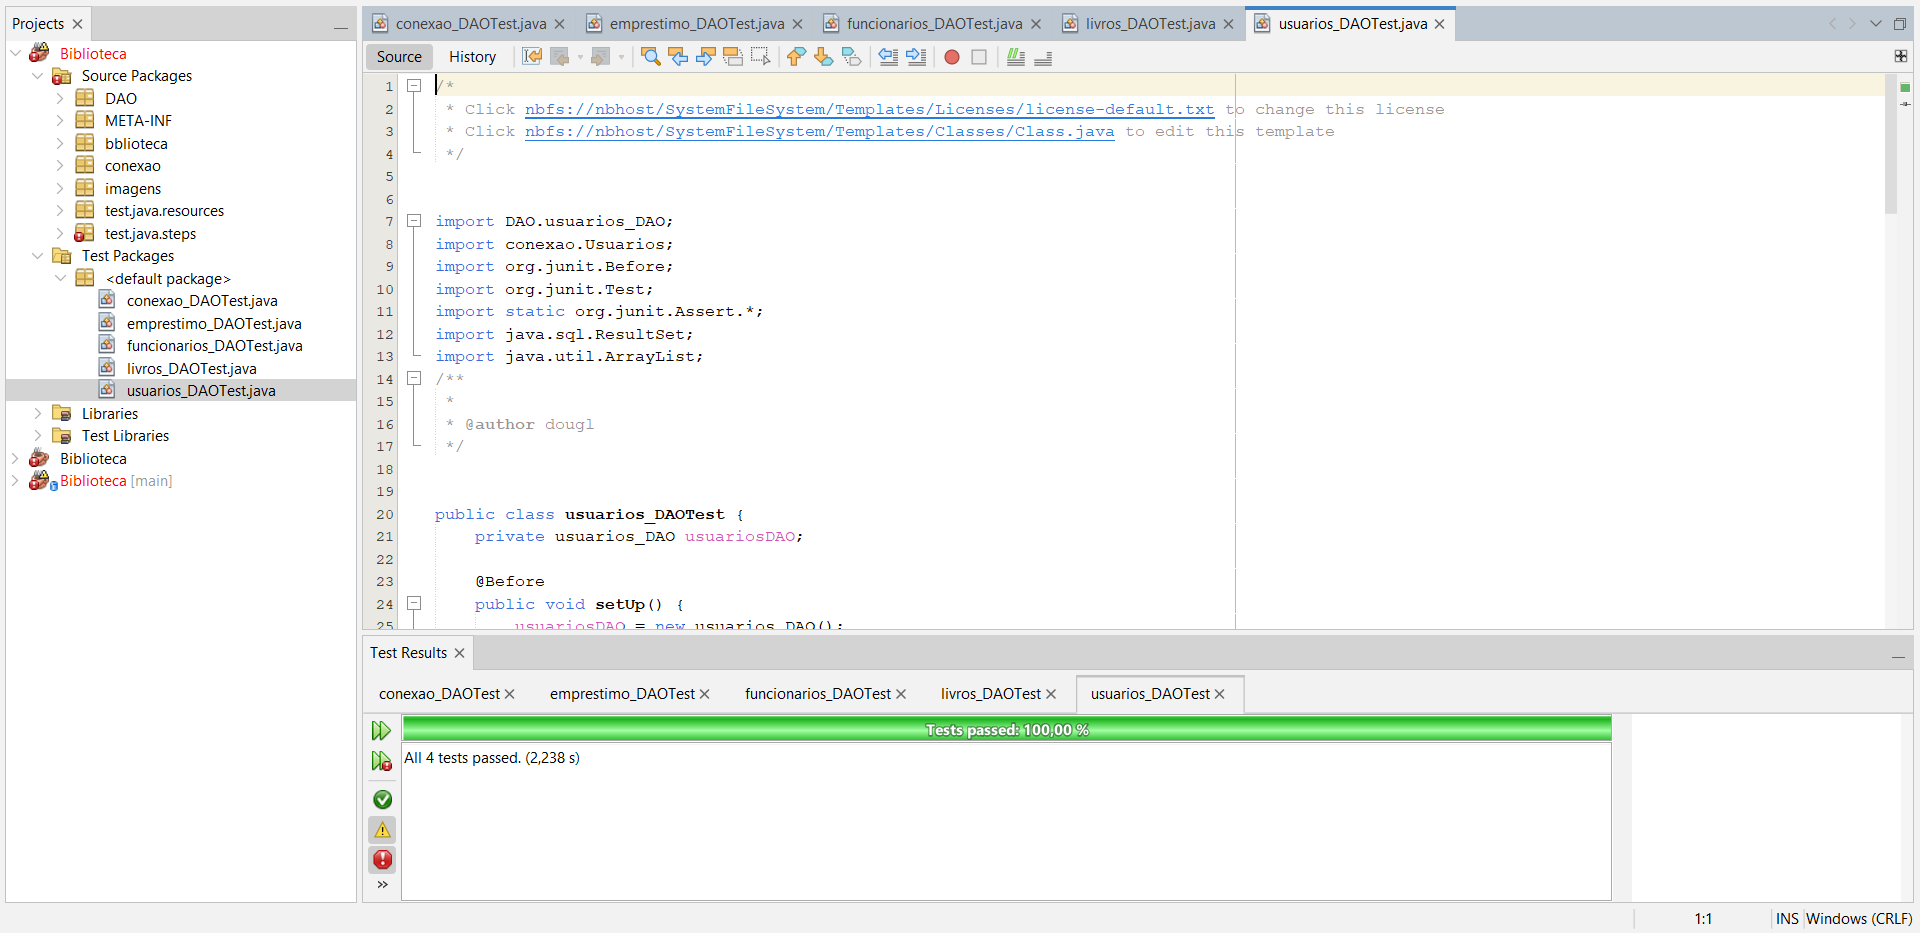 Projects
Biblioteca
Source Packages
DAO
META-INF
bblioteca
conexao
imagens
test.java.resources
test.java.steps
Test Packages
<default package>
conexao_DAOTest.java
emprestimo_DAOTest.java
funcionarios_DAOTest.java
livros_DAOTest.java
usuarios_DAOTest.java
Libraries
Test Libraries
Biblioteca
Biblioteca [main]
conexao_DAOTest.java emprestimo_DAOTest.java funcionarios_DAOTest.java livros_DAOTest.java usuarios_DAOTest.java
Source History
1 /*
2  * Click nbfs://nbhost/SystemFileSystem/Templates/Licenses/license-default.txt to change this license
3  * Click nbfs://nbhost/SystemFileSystem/Templates/Classes/Class.java to edit this template
4  */
5
6
7 import DAO.usuarios_DAO;
8 import conexao.Usuarios;
9 import org.junit.Before;
10 import org.junit.Test;
11 import static org.junit.Assert.*;
12 import java.sql.ResultSet;
13 import java.util.ArrayList;
14 /**
15  *
16  * @author dougl
17  */
18
19
20 public class usuarios_DAOTest {
21     private usuarios_DAO usuariosDAO;
22
23     @Before
24     public void setUp() {
25         usuariosDAO = new usuarios_DAO();
Test Results
conexao_DAOTest emprestimo_DAOTest funcionarios_DAOTest livros_DAOTest usuarios_DAOTest
Tests passed: 100,00 %
All 4 tests passed. (2,238 s)
1:1 INS Windows (CRLF)